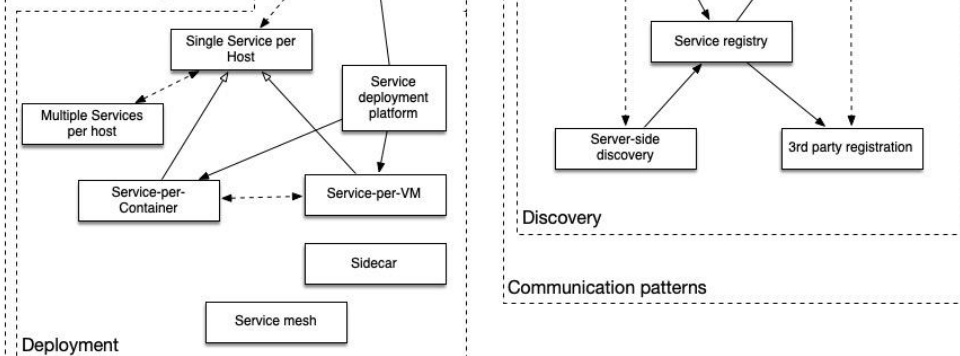 Single Service per
Host
Service
deployment
platform
Multiple Services
per host
Service-per-
Container
Service-per-VM
Sidecar
Service mesh
Deployment
Service registry
Server-side
discovery
3rd party registration
Discovery
Communication patterns